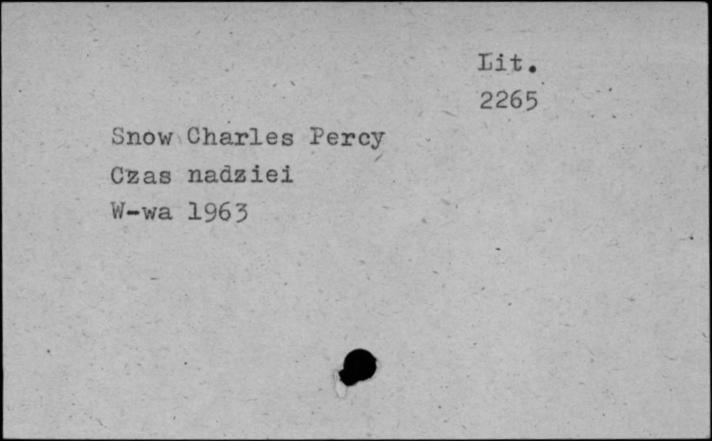 Lit.
2265
Snow Charles Percy
Czas nadziei
W-wa 1963